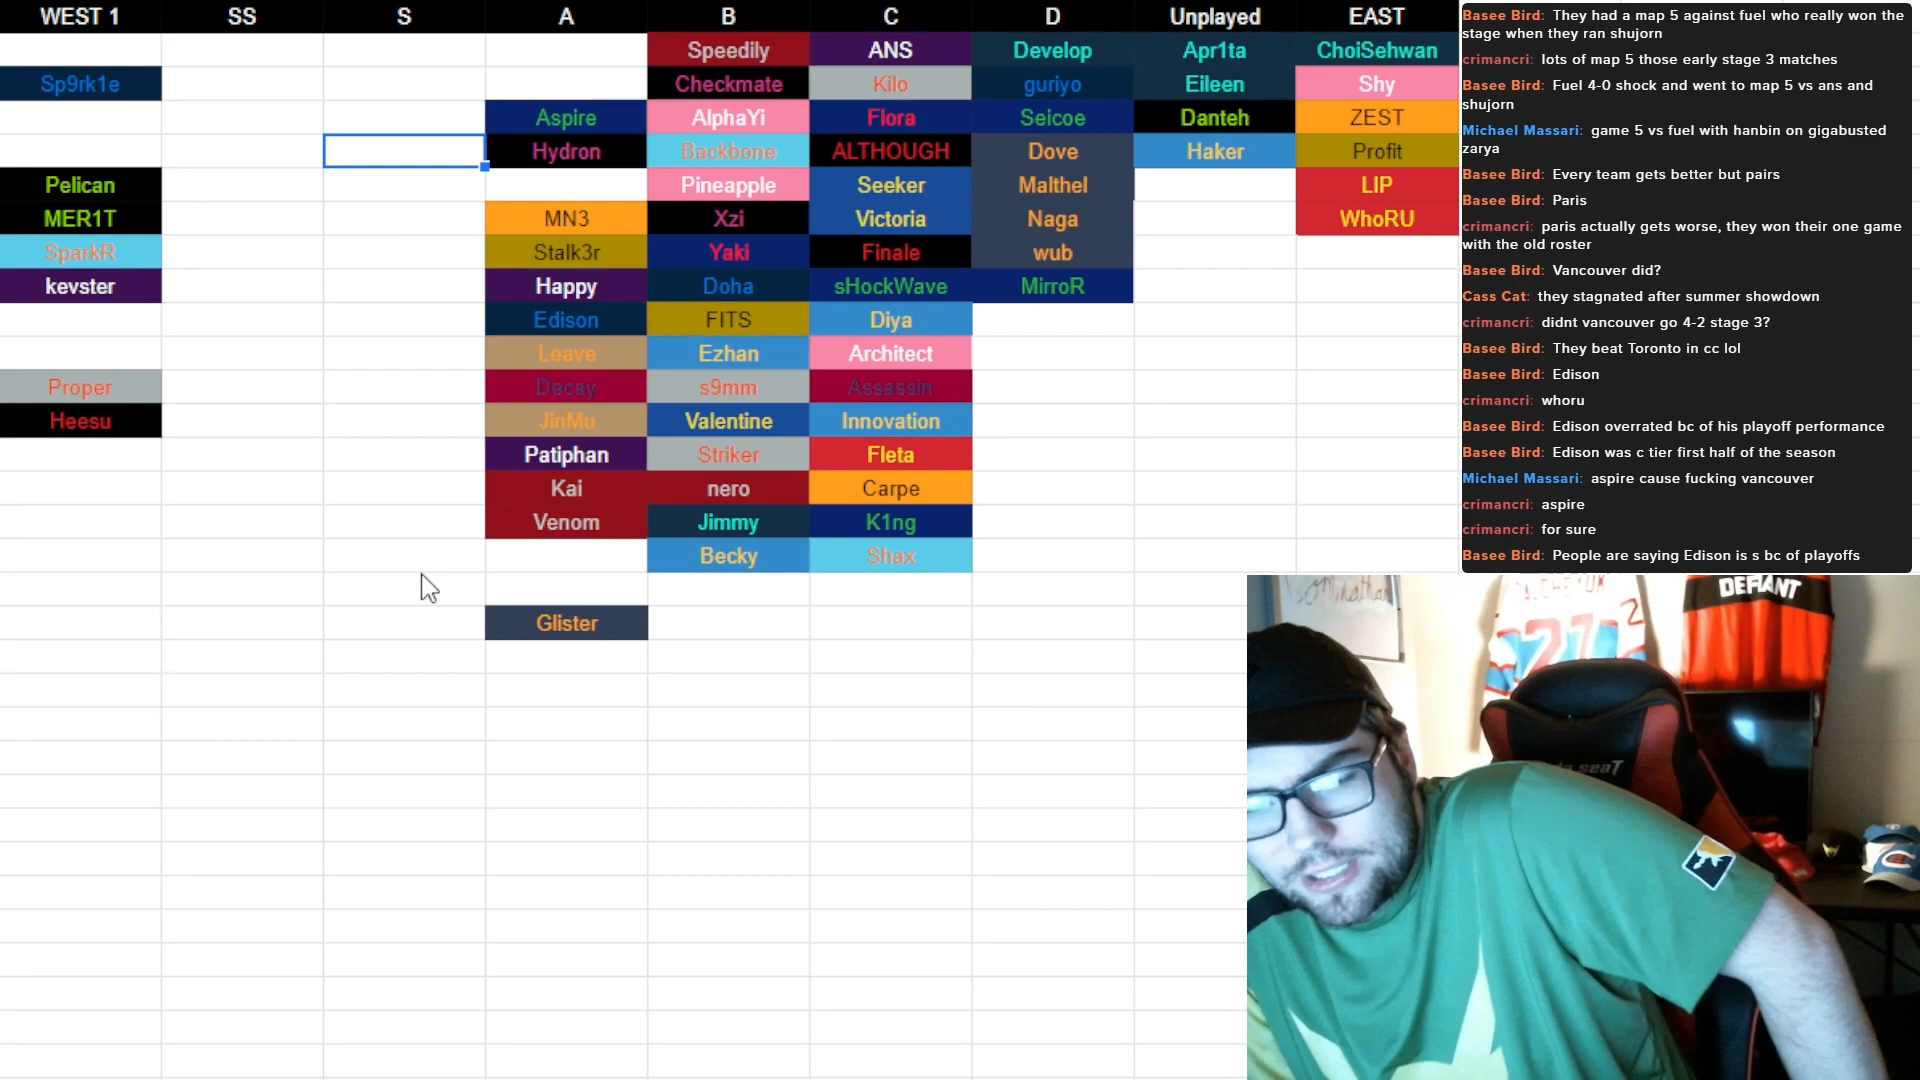 WEST 1 SS S A B C D Unplayed EAST
Speedily ANS Develop Apr1ta ChoiSehwan
Sp9rk1e Checkmate Kilo guriyo Eileen Shy
Aspire AlphaYi Flora Seicoe Danteh ZEST
Hydron Backbone ALTHOUGH Dove Haker Profit
Pelican Pineapple Seeker Malthel LIP
MER1T MN3 Xzi Victoria Naga WhoRU
SparkR Stalk3r Yaki Finale wub
kevster Happy Doha sHockWave MirroR
Edison FITS Diya
Leave Ezhan Architect
Proper Decay s9mm Assassin
Heesu JinMu Valentine Innovation
Patiphan Striker Fleta
Kai nero Carpe
Venom Jimmy K1ng
Becky Shax
Glister
Basee Bird: They had a map 5 against fuel who really won the
stage when they ran shujorn
crimancri: lots of map 5 those early stage 3 matches
Basee Bird: Fuel 4-0 shock and went to map 5 vs ans and
shujorn
Michael Massari: game 5 vs fuel with hanbin on gigabusted
zarya
Basee Bird: Every team gets better but pairs
Basee Bird: Paris
crimancri: paris actually gets worse, they won their one game
with the old roster
Basee Bird: Vancouver did?
Cass Cat: they stagnated after summer showdown
crimancri: didnt vancouver go 4-2 stage 3?
Basee Bird: They beat Toronto in cc lol
Basee Bird: Edison
crimancri: whoru
Basee Bird: Edison overrated bc of his playoff performance
Basee Bird: Edison was c tier first half of the season
Michael Massari: aspire cause fucking vancouver
crimancri: aspire
crimancri: for sure
Basee Bird: People are saying Edison is s bc of playoffs
DEFIANT
27